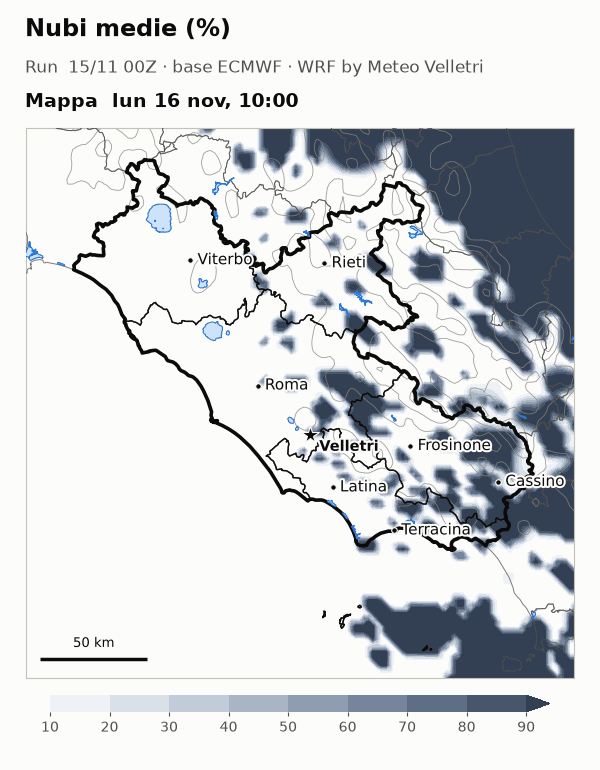 Nubi medie (%)
Run  15/11 00Z · base ECMWF · WRF by Meteo Velletri
Mappa  lun 16 nov, 10:00
Viterbo
Rieti
Roma
Velletri
Frosinone
Latina
Cassino
Terracina
50 km
10 20 30 40 50 60 70 80 90